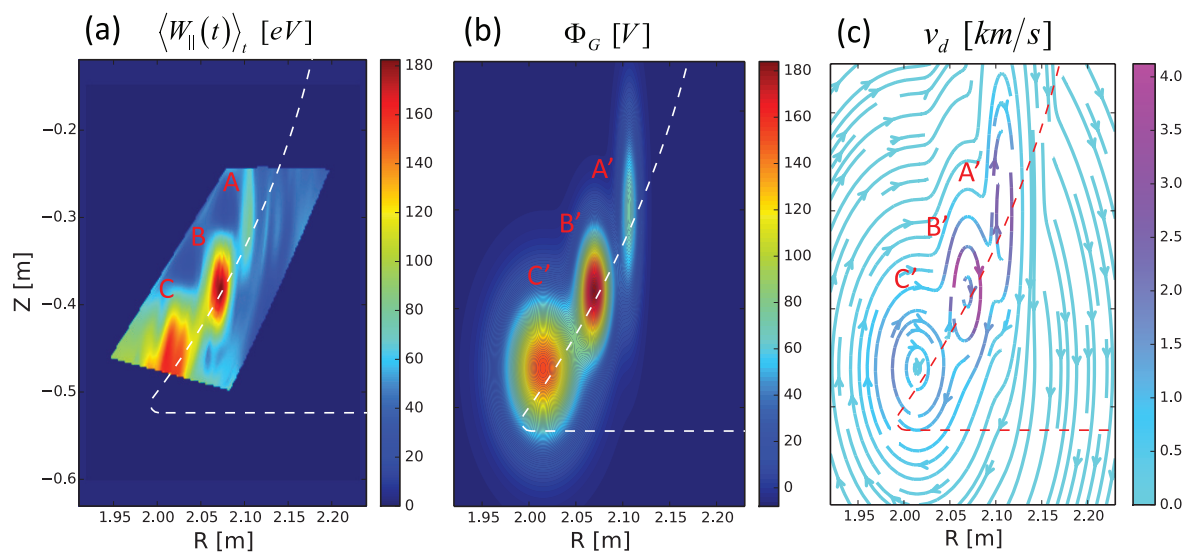 (a) ⟨W∥(t)⟩t [eV]
(b) ΦG [V]
(c) vd [km/s]
Z [m]
−0.2
−0.3
−0.4
−0.5
−0.6
A
B
C
1.95 2.00 2.05 2.10 2.15 2.20
R [m]
180
160
140
120
100
80
60
40
20
0
A’
B’
C’
1.95 2.00 2.05 2.10 2.15 2.20
R [m]
180
160
140
120
100
80
60
40
20
0
A’
B’
C’
1.95 2.00 2.05 2.10 2.15 2.20
R [m]
4.0
3.5
3.0
2.5
2.0
1.5
1.0
0.5
0.0